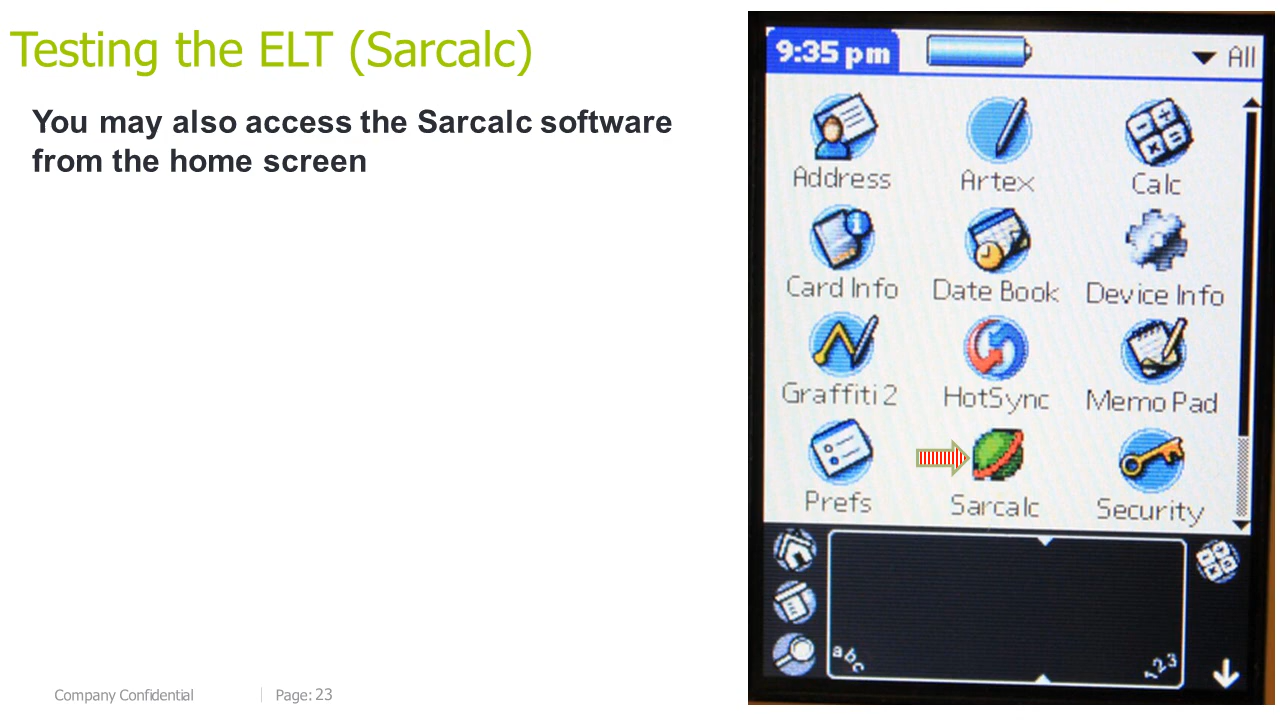 Testing the ELT (Sarcalc)
You may also access the Sarcalc software
from the home screen
9:35 pm
All
Address Artex Calc
Card Info Date Book Device Info
Graffiti 2 HotSync Memo Pad
Prefs Sarcalc Security
abc 123
Company Confidential Page: 23